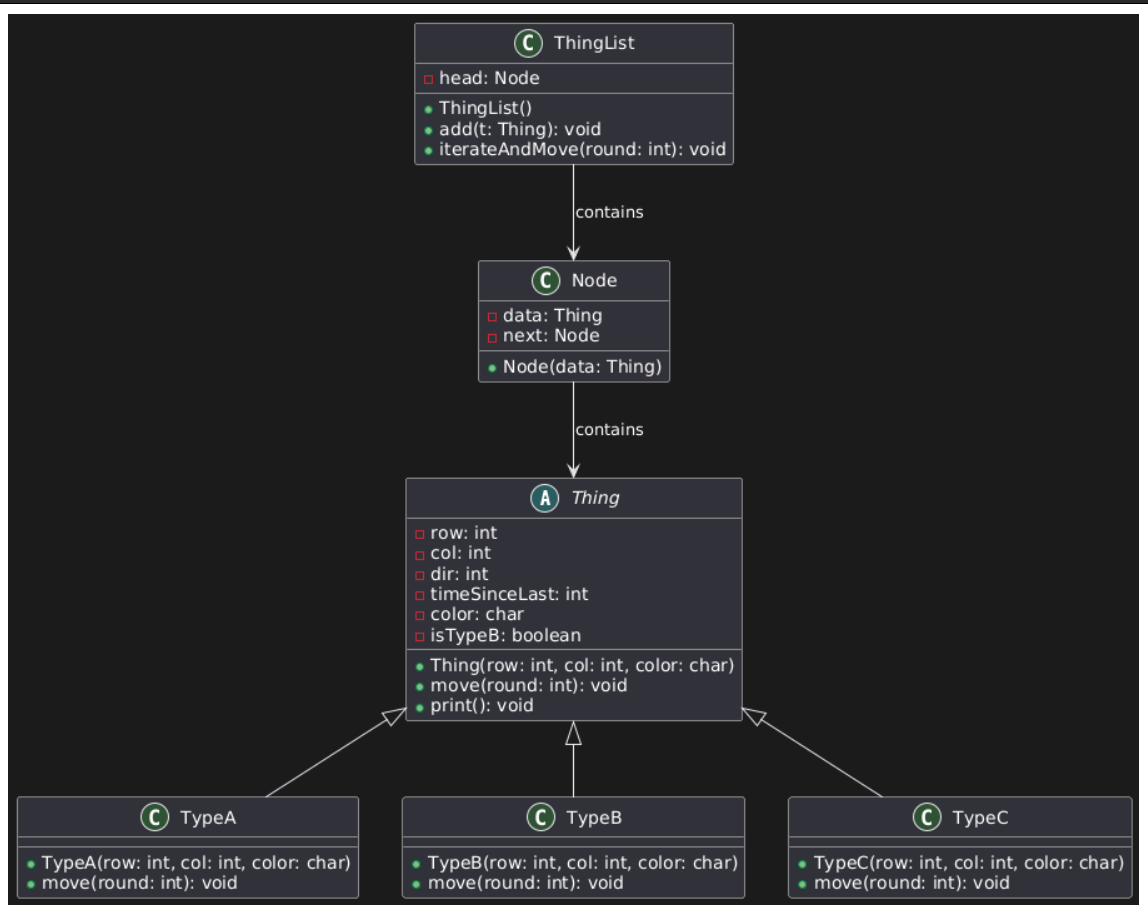 C ThingList
head: Node
ThingList()
add(t: Thing): void
iterateAndMove(round: int): void
contains
C Node
data: Thing
next: Node
Node(data: Thing)
contains
A Thing
row: int
col: int
dir: int
timeSinceLast: int
color: char
isTypeB: boolean
Thing(row: int, col: int, color: char)
move(round: int): void
print(): void
C TypeA
TypeA(row: int, col: int, color: char)
move(round: int): void
C TypeB
TypeB(row: int, col: int, color: char)
move(round: int): void
C TypeC
TypeC(row: int, col: int, color: char)
move(round: int): void